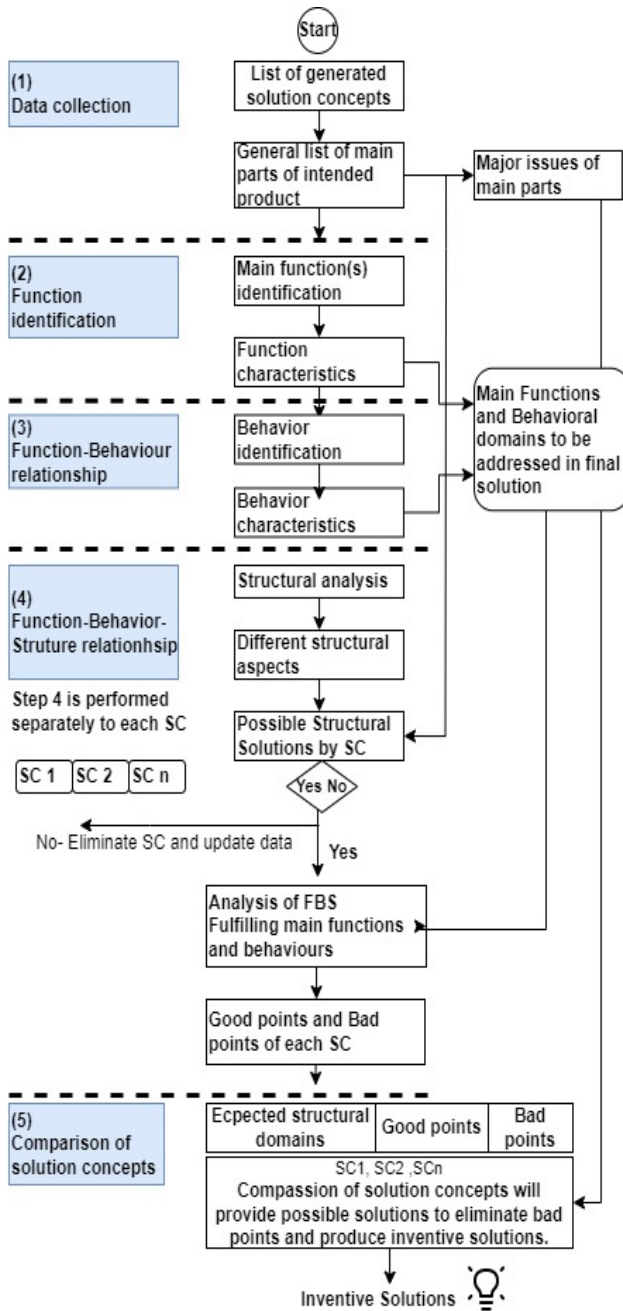 Start
(1)
Data collection
List of generated
solution concepts
General list of main
parts of intended
product
Major issues of
main parts
(2)
Function
identification
Main function(s)
identification
Function
characteristics
Main Functions
and Behavioral
domains to be
addressed in final
solution
(3)
Function-Behaviour
relationship
Behavior
identification
Behavior
characteristics
(4)
Function-Behavior-
Struture relationhsip
Structural analysis
Different structural
aspects
Step 4 is performed
separately to each SC
Possible Structural
Solutions by SC
SC 1 SC 2 SC n
Yes No
No- Eliminate SC and update data
Yes
Analysis of FBS
Fulfilling main functions
and behaviours
Good points and Bad
points of each SC
(5)
Comparison of
solution concepts
Ecpected structural
domains
Good points
Bad
points
SC1, SC2 ,SCn
Compassion of solution concepts will
provide possible solutions to eliminate bad
points and produce inventive solutions.
Inventive Solutions